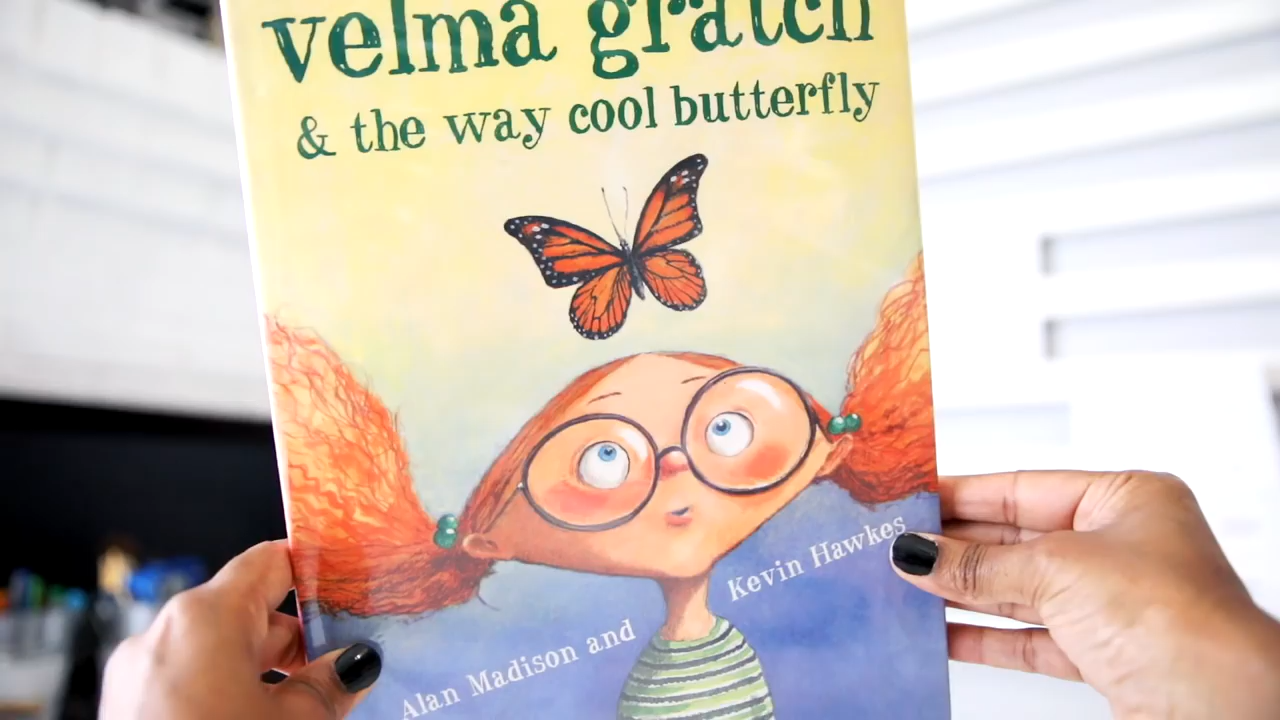 velma gratch
& the way cool butterfly
Kevin Hawkes
Alan Madison and